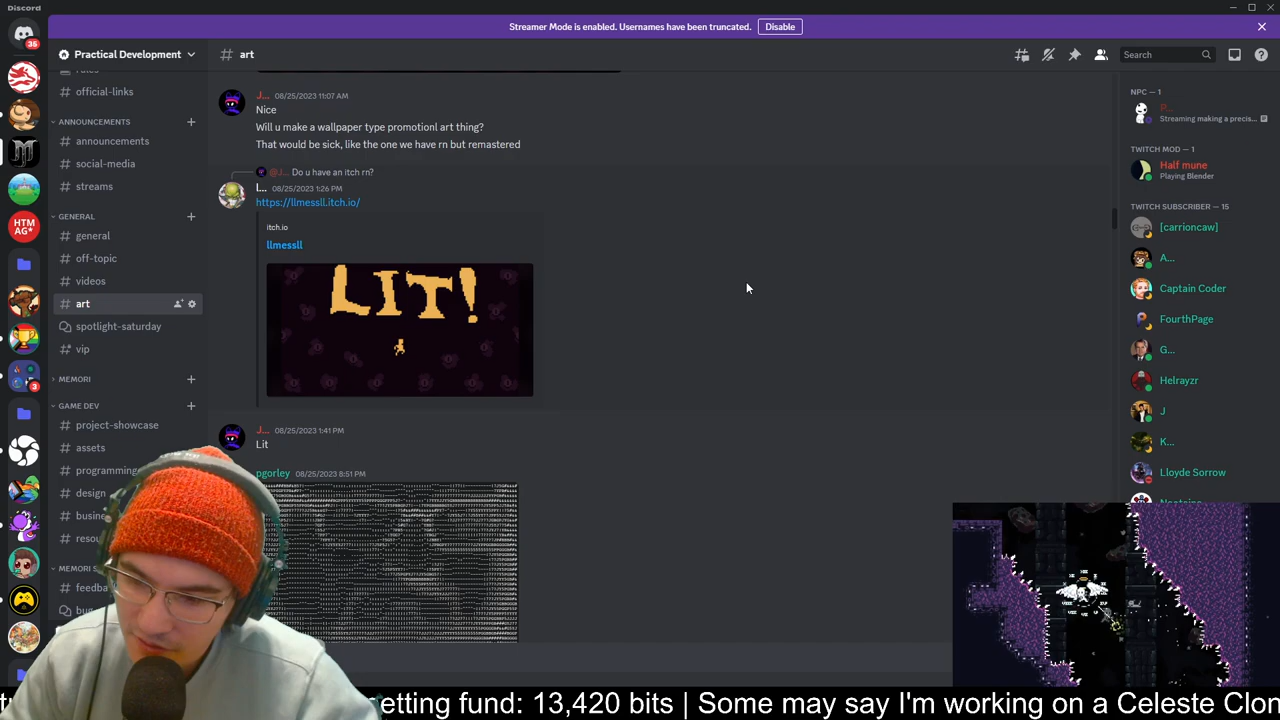 Discord
Streamer Mode is enabled. Usernames have been truncated.
Disable
35
Practical Development
art
Search
official-links
ANNOUNCEMENTS
announcements
social-media
streams
GENERAL
general
off-topic
videos
art
spotlight-saturday
vip
MEMORI
GAME DEV
project-showcase
assets
programming
design
HTM
AG*
3
J... 08/25/2023 11:07 AM
Nice
Will u make a wallpaper type promotionl art thing?
That would be sick, like the one we have rn but remastered
@J... Do u have an itch rn?
l... 08/25/2023 1:26 PM
https://llmessll.itch.io/
itch.io
llmessll
LIT!
J... 08/25/2023 1:41 PM
Lit
pgorley 08/25/2023 8:51 PM
NPC — 1
P...
Streaming making a precis...
TWITCH MOD — 1
Half mune
Playing Blender
TWITCH SUBSCRIBER — 15
[carrioncaw]
A...
Captain Coder
FourthPage
G...
Helrayzr
J
K...
Lloyde Sorrow
etting fund: 13,420 bits | Some may say I'm working on a Celeste Clon